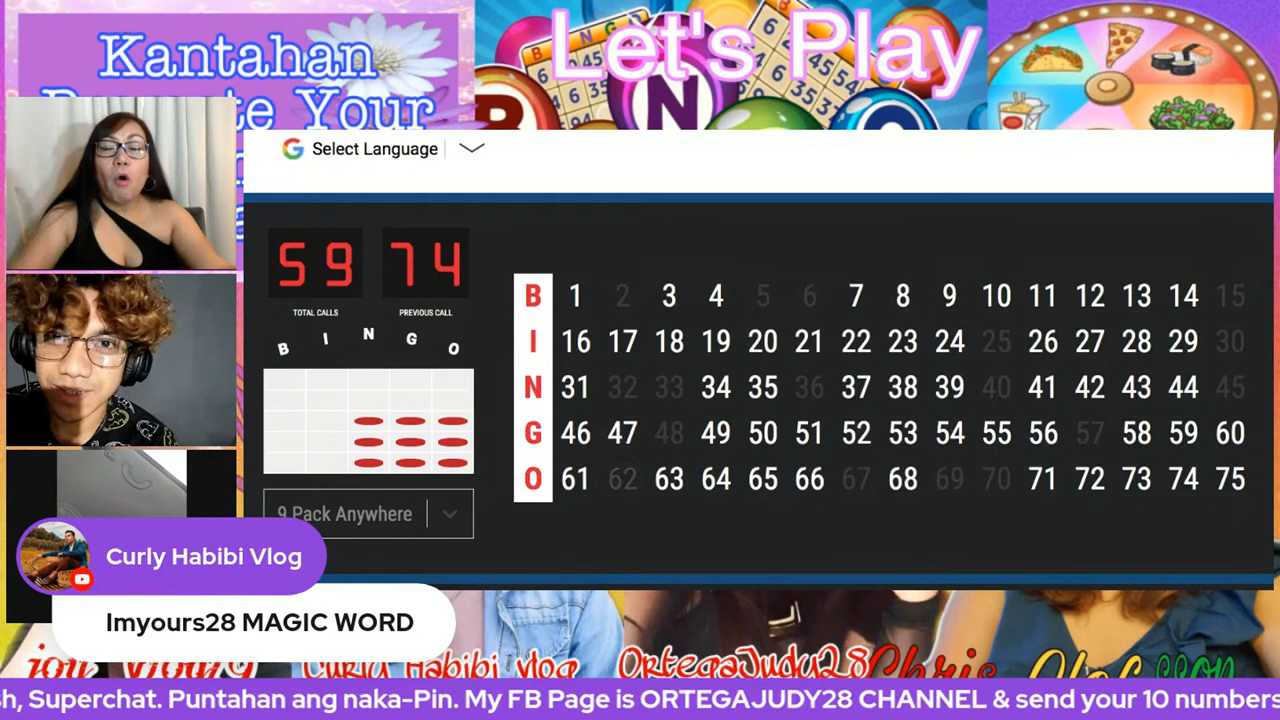 Kantahan
Promote Your
Let's Play
Select Language
59 74
TOTAL CALLS PREVIOUS CALL
B I N G O
9 Pack Anywhere
B 1 2 3 4 5 6 7 8 9 10 11 12 13 14 15
I 16 17 18 19 20 21 22 23 24 25 26 27 28 29 30
N 31 32 33 34 35 36 37 38 39 40 41 42 43 44 45
G 46 47 48 49 50 51 52 53 54 55 56 57 58 59 60
O 61 62 63 64 65 66 67 68 69 70 71 72 73 74 75
Curly Habibi Vlog
Imyours28 MAGIC WORD
Curly Habibi Vlog OrtegaJudy28 Chris
sh, Superchat. Puntahan ang naka-Pin. My FB Page is ORTEGAJUDY28 CHANNEL & send your 10 numbers